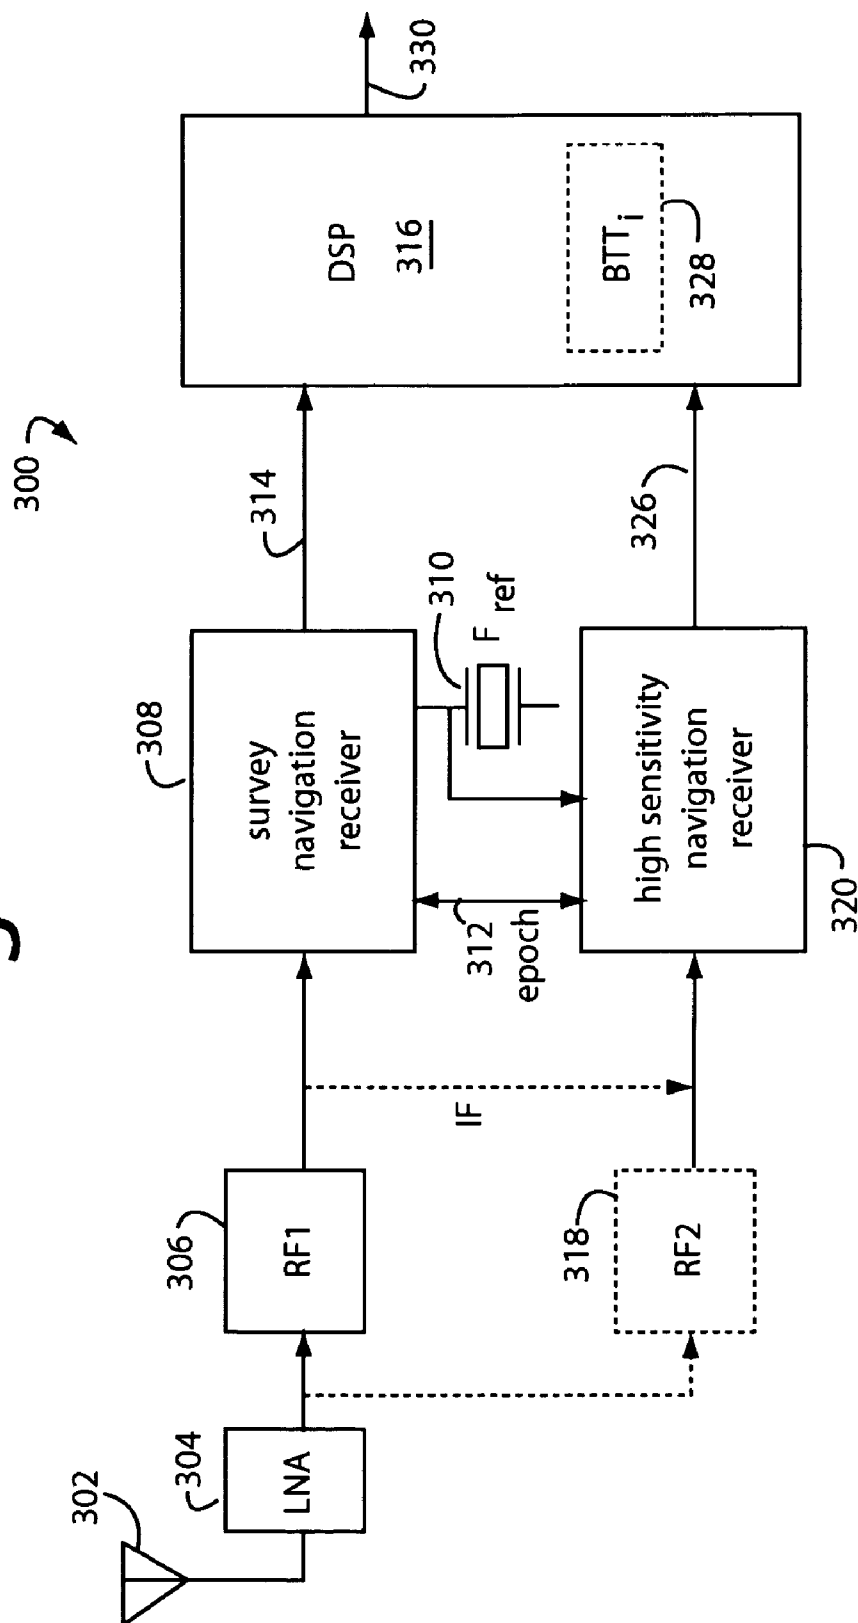 300
302
304
LNA
306
RF1
IF
318
RF2
308
survey
navigation
receiver
312
epoch
310
F ref
high sensitivity
navigation
receiver
320
314
326
DSP
316
BTT i
328
330